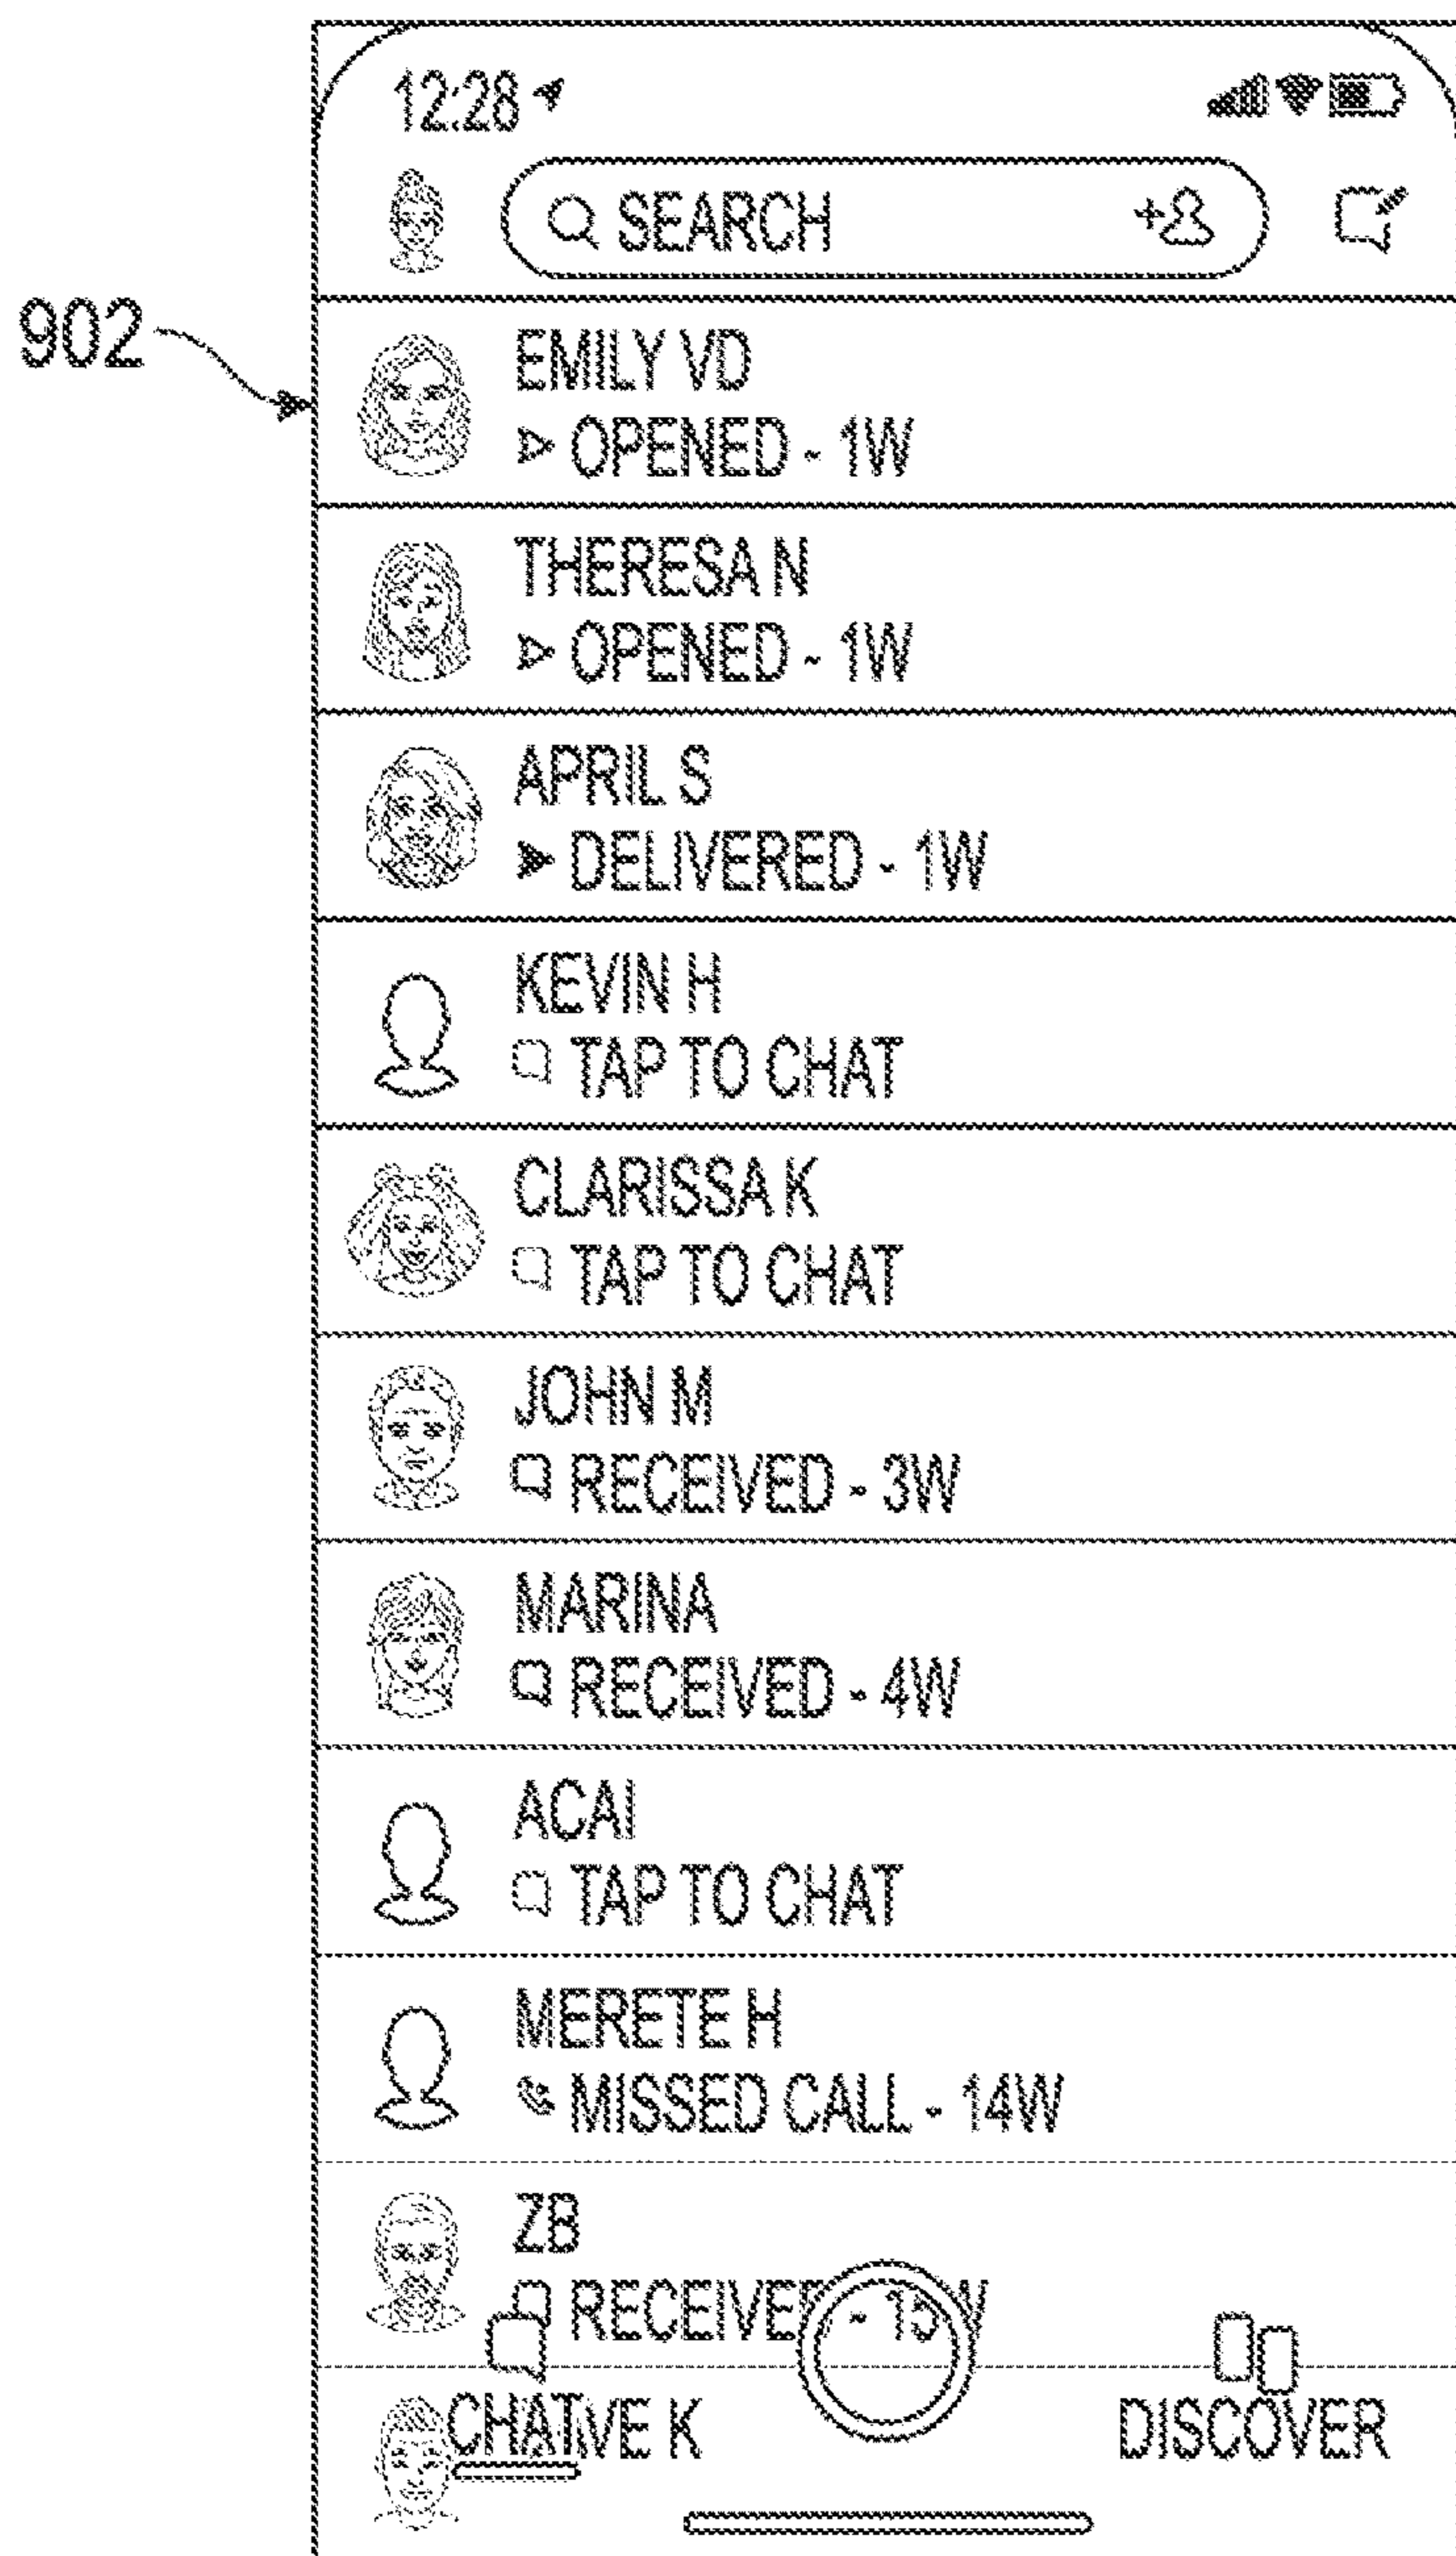 12:28
SEARCH
902
EMILY VD
OPENED - 1W
THERESA N
OPENED - 1W
APRIL S
DELIVERED - 1W
KEVIN H
TAP TO CHAT
CLARISSA K
TAP TO CHAT
JOHN M
RECEIVED - 3W
MARINA
RECEIVED - 4W
ACAI
TAP TO CHAT
MERETE H
MISSED CALL - 14W
ZB
RECEIVED
CHAT
K
DISCOVER